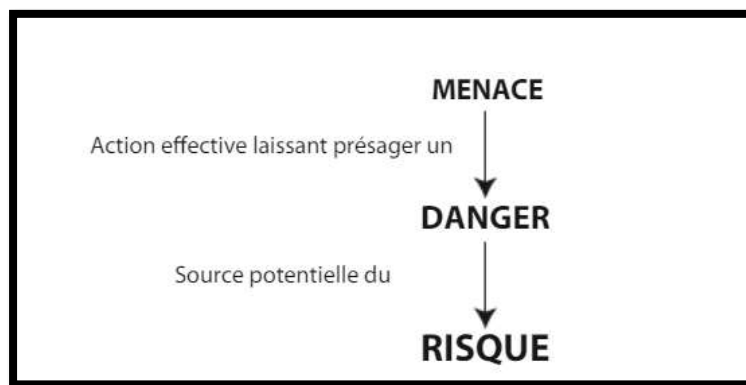 MENACE
Action effective laissant présager un
DANGER
Source potentielle du
RISQUE